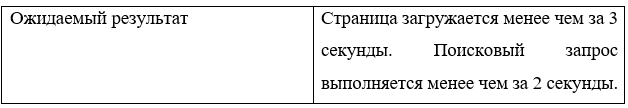 Ожидаемый результат
Страница загружается менее чем за 3
секунды. Поисковый запрос
выполняется менее чем за 2 секунды.